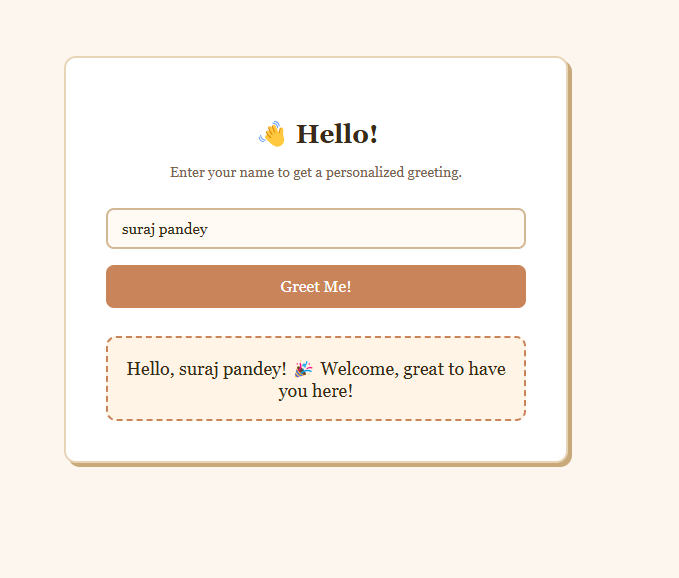 👋 Hello!
Enter your name to get a personalized greeting.
suraj pandey
Greet Me!
Hello, suraj pandey! 🎉 Welcome, great to have
you here!